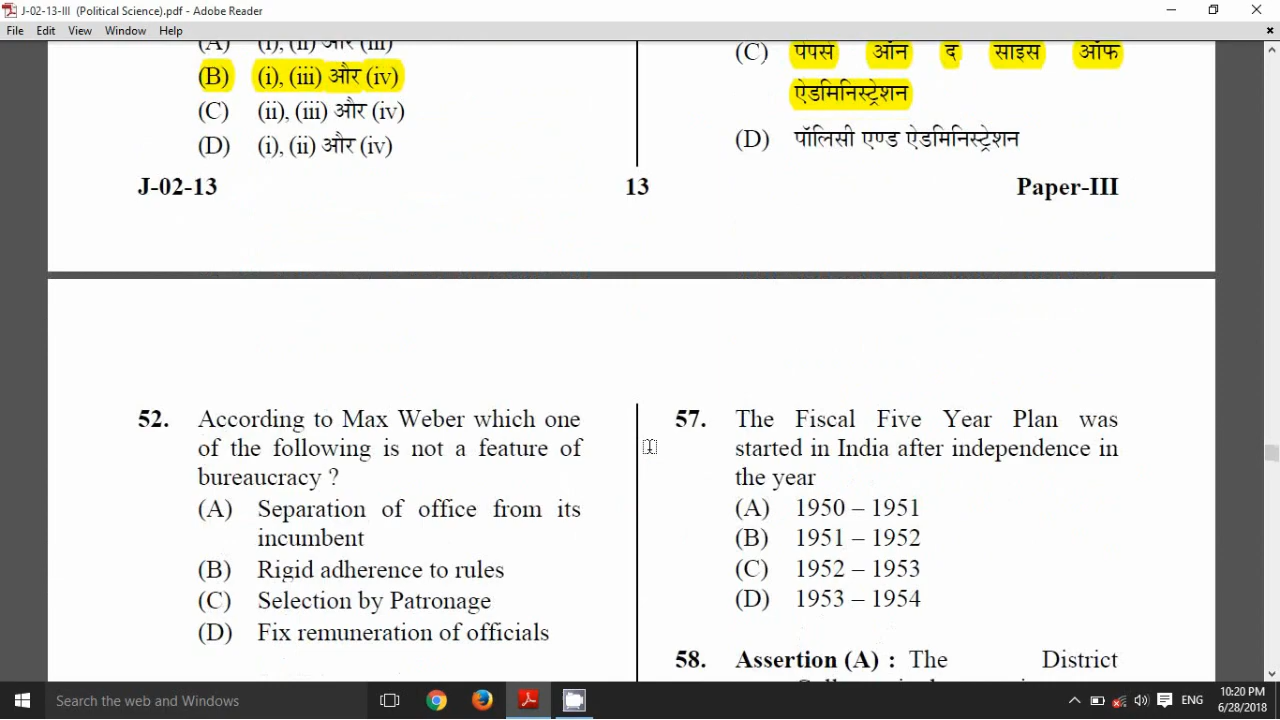 J-02-13-III (Political Science).pdf - Adobe Reader
File Edit View Window Help
(A) (i), (ii) और (iii)
(B) (i), (iii) और (iv)
(C) (ii), (iii) और (iv)
(D) (i), (ii) और (iv)
(C) पेपर्स ऑन द साइंस ऑफ
ऐडमिनिस्ट्रेशन
(D) पॉलिसी एण्ड ऐडमिनिस्ट्रेशन
J-02-13 13 Paper-III
52. According to Max Weber which one
of the following is not a feature of
bureaucracy ?
(A) Separation of office from its
incumbent
(B) Rigid adherence to rules
(C) Selection by Patronage
(D) Fix remuneration of officials
57. The Fiscal Five Year Plan was
started in India after independence in
the year
(A) 1950 – 1951
(B) 1951 – 1952
(C) 1952 – 1953
(D) 1953 – 1954
58. Assertion (A) : The District
Search the web and Windows
ENG
10:20 PM
6/28/2018